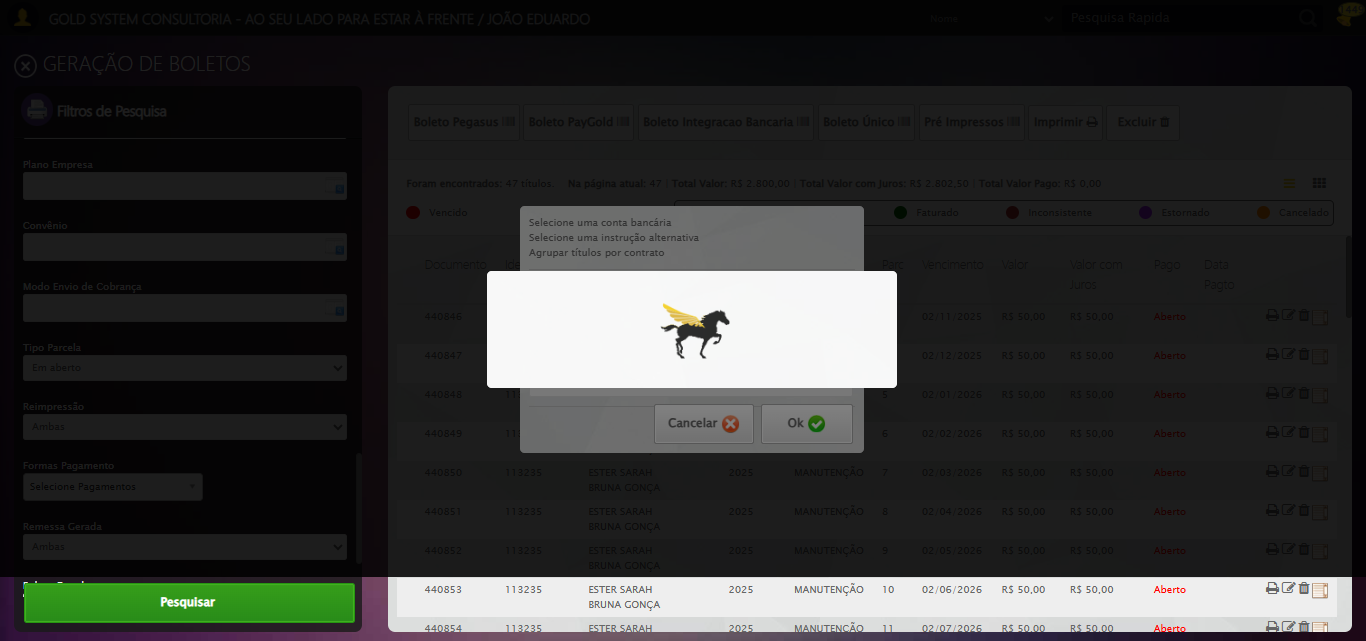 GOLD SYSTEM CONSULTORIA - AO SEU LADO PARA ESTAR À FRENTE / JOÃO EDUARDO
Nome
Pesquisa Rapida
GERAÇÃO DE BOLETOS
Filtros de Pesquisa
Plano Empresa
Convênio
Modo Envio de Cobrança
Tipo Parcela
Em aberto
Reimpressão
Ambas
Formas Pagamento
Selecione Pagamentos
Remessa Gerada
Ambas
Pesquisar
Boleto Pegasus
Boleto PayGold
Boleto Integracao Bancaria
Boleto Único
Pré Impressos
Imprimir
Excluir
Foram encontrados: 47 títulos. Na página atual: 47 | Total Valor: R$ 2.800,00 | Total Valor com Juros: R$ 2.802,50 | Total Valor Pago: R$ 0,00
Vencido
Faturado
Inconsistente
Estornado
Cancelado
Selecione uma conta bancária
Selecione uma instrução alternativa
Agrupar títulos por contrato
Cancelar
Ok
Documento Parc Vencimento Valor Valor com Juros Pago Data Pagto
440846 02/11/2025 R$ 50,00 R$ 50,00 Aberto
440847 02/12/2025 R$ 50,00 R$ 50,00 Aberto
440848 5 02/01/2026 R$ 50,00 R$ 50,00 Aberto
440849 6 02/02/2026 R$ 50,00 R$ 50,00 Aberto
440850 113235 ESTER SARAH 2025 MANUTENÇÃO 7 02/03/2026 R$ 50,00 R$ 50,00 Aberto
BRUNA GONÇA
440851 113235 ESTER SARAH 2025 MANUTENÇÃO 8 02/04/2026 R$ 50,00 R$ 50,00 Aberto
BRUNA GONÇA
440852 113235 ESTER SARAH 2025 MANUTENÇÃO 9 02/05/2026 R$ 50,00 R$ 50,00 Aberto
BRUNA GONÇA
440853 113235 ESTER SARAH 2025 MANUTENÇÃO 10 02/06/2026 R$ 50,00 R$ 50,00 Aberto
BRUNA GONÇA
440854 113235 ESTER SARAH 2025 MANUTENÇÃO 11 02/07/2026 R$ 50,00 R$ 50,00 Aberto